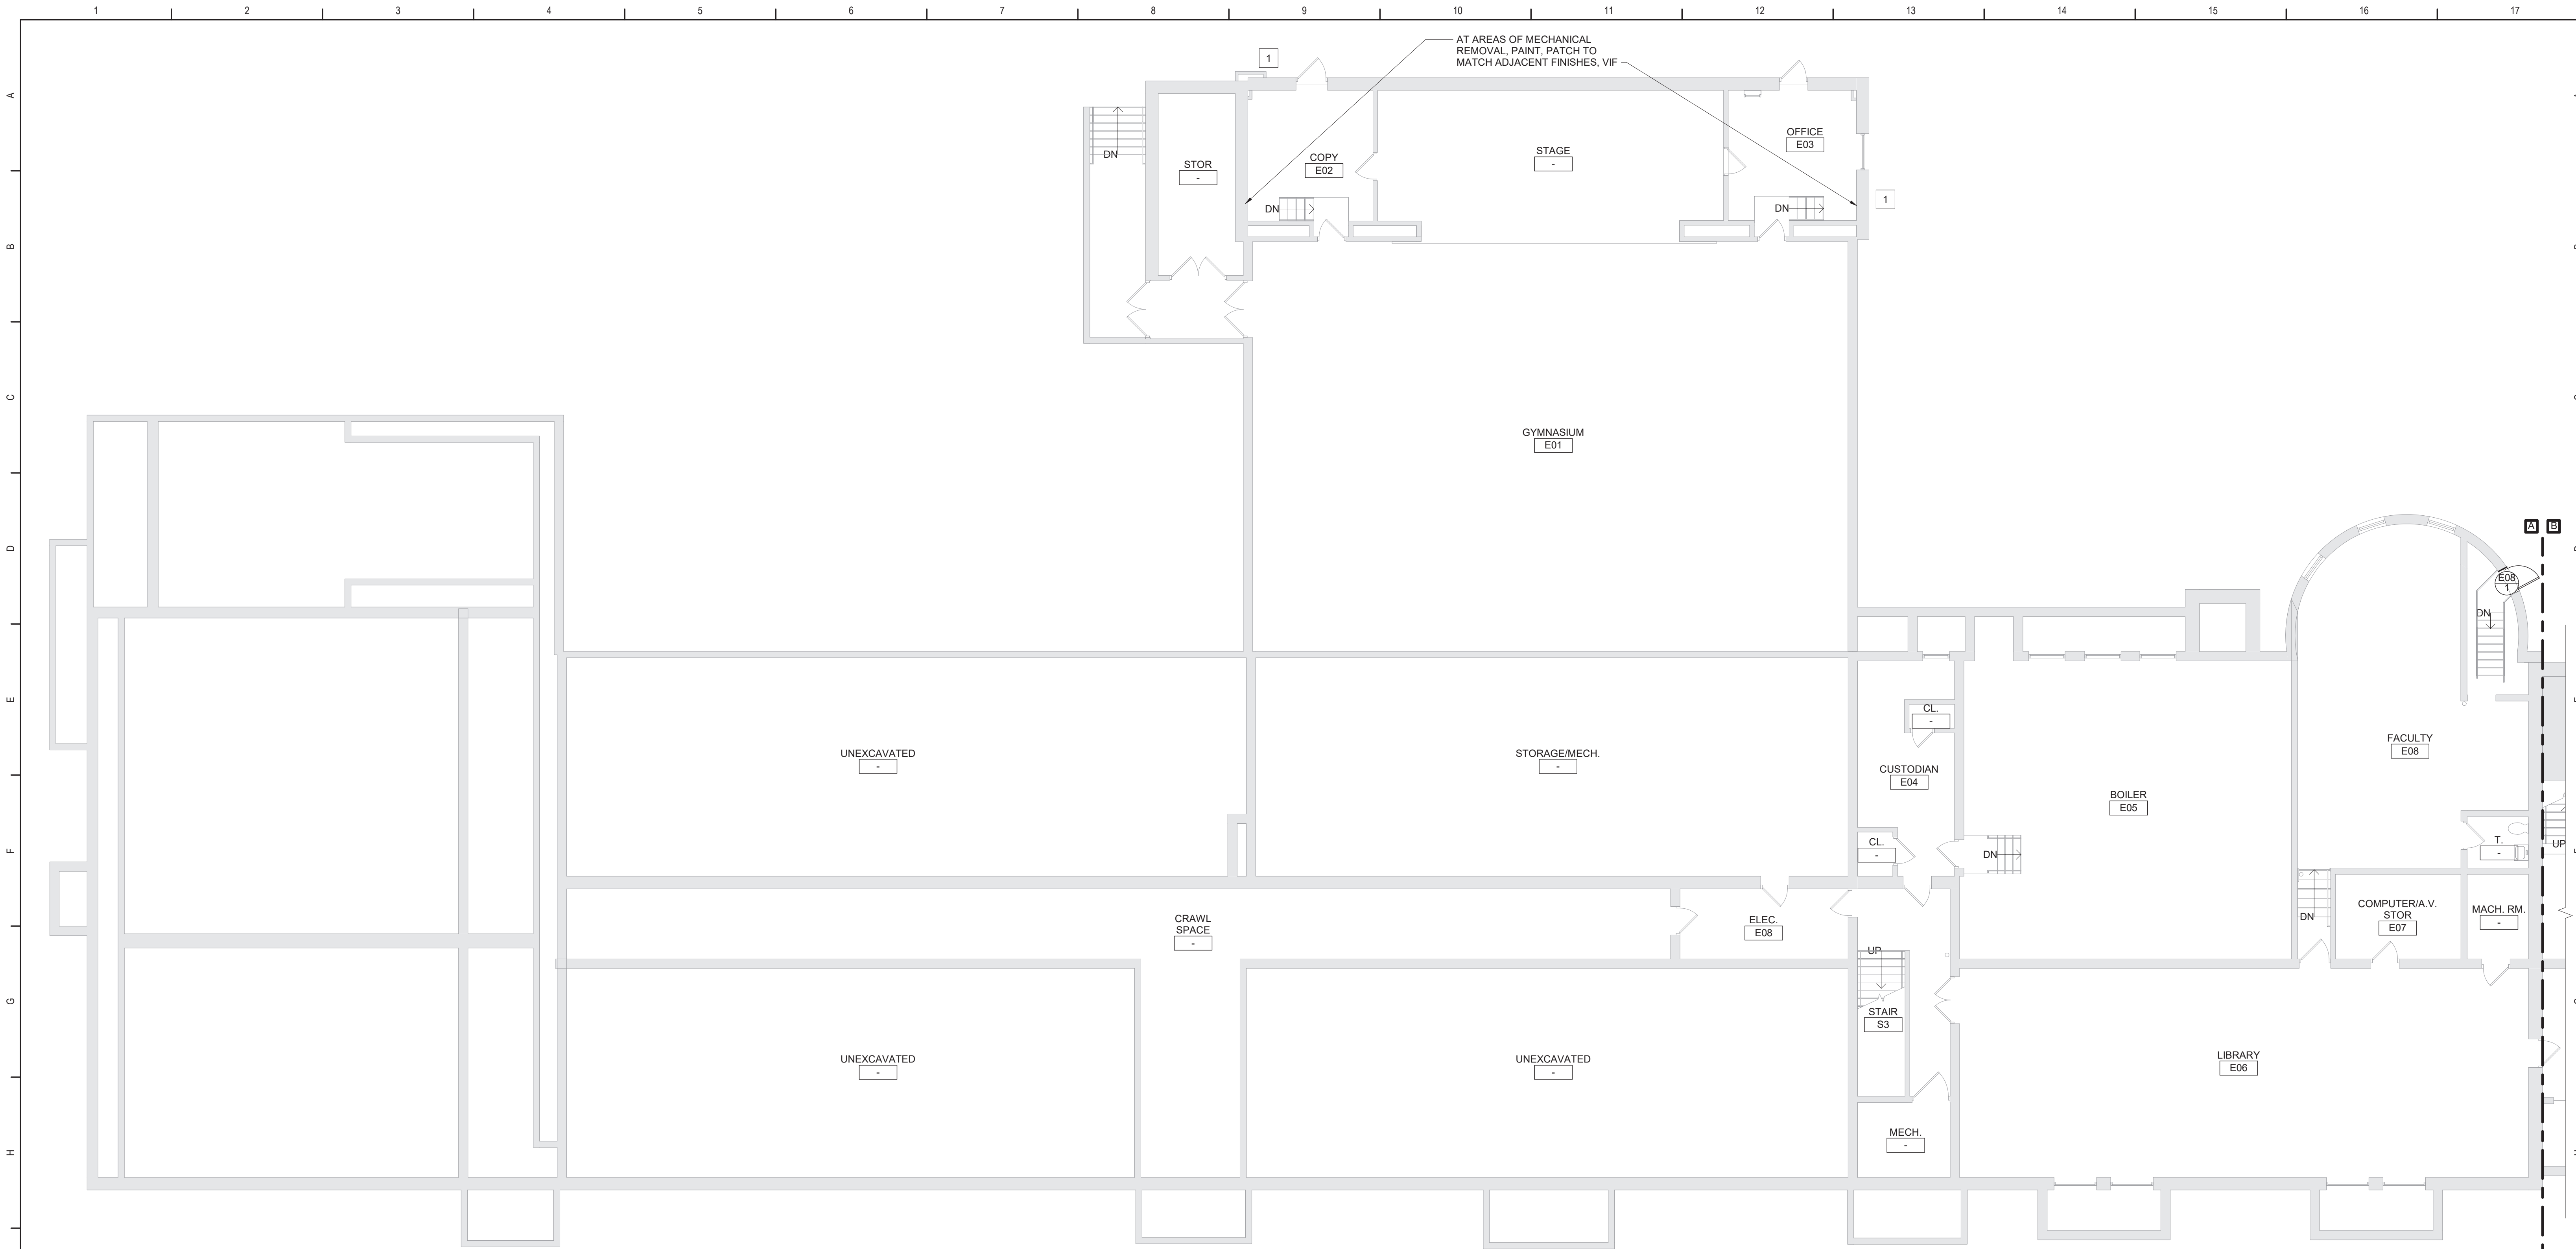 1 2 3 4 5 6 7 8 9 10 11 12 13 14 15 16 17
A
B
C
D
E
F
G
H
1
AT AREAS OF MECHANICAL
REMOVAL, PAINT, PATCH TO
MATCH ADJACENT FINISHES, VIF
DN
STOR
-
COPY
E02
STAGE
-
OFFICE
E03
1
DN
DN
GYMNASIUM
E01
A B
E08
1
DN
CL.
-
UNEXCAVATED
-
STORAGE/MECH.
-
CUSTODIAN
E04
FACULTY
E08
BOILER
E05
CL.
-
DN
T.
-
UP
CRAWL
SPACE
-
ELEC.
E08
DN
COMPUTER/A.V.
STOR
E07
MACH. RM.
-
UP
STAIR
S3
UNEXCAVATED
-
UNEXCAVATED
-
LIBRARY
E06
MECH.
-